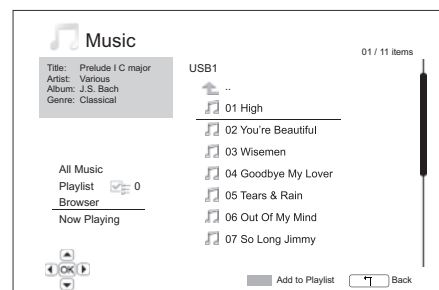 Music
01 / 11 items
Title: Prelude I C major
Artist: Various
Album: J.S. Bach
Genre: Classical
USB1
..
01 High
02 You're Beautiful
03 Wisemen
04 Goodbye My Lover
05 Tears & Rain
06 Out Of My Mind
07 So Long Jimmy
All Music
Playlist 0
Browser
Now Playing
OK
Add to Playlist
Back